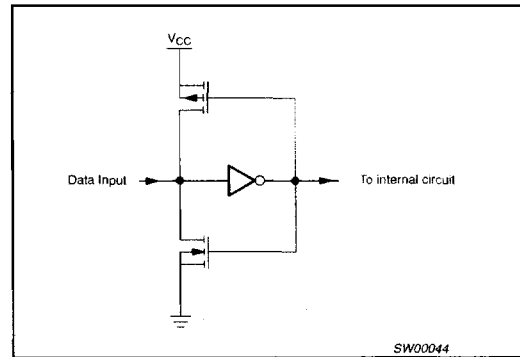 VCC
Data Input
To internal circuit
SW00044